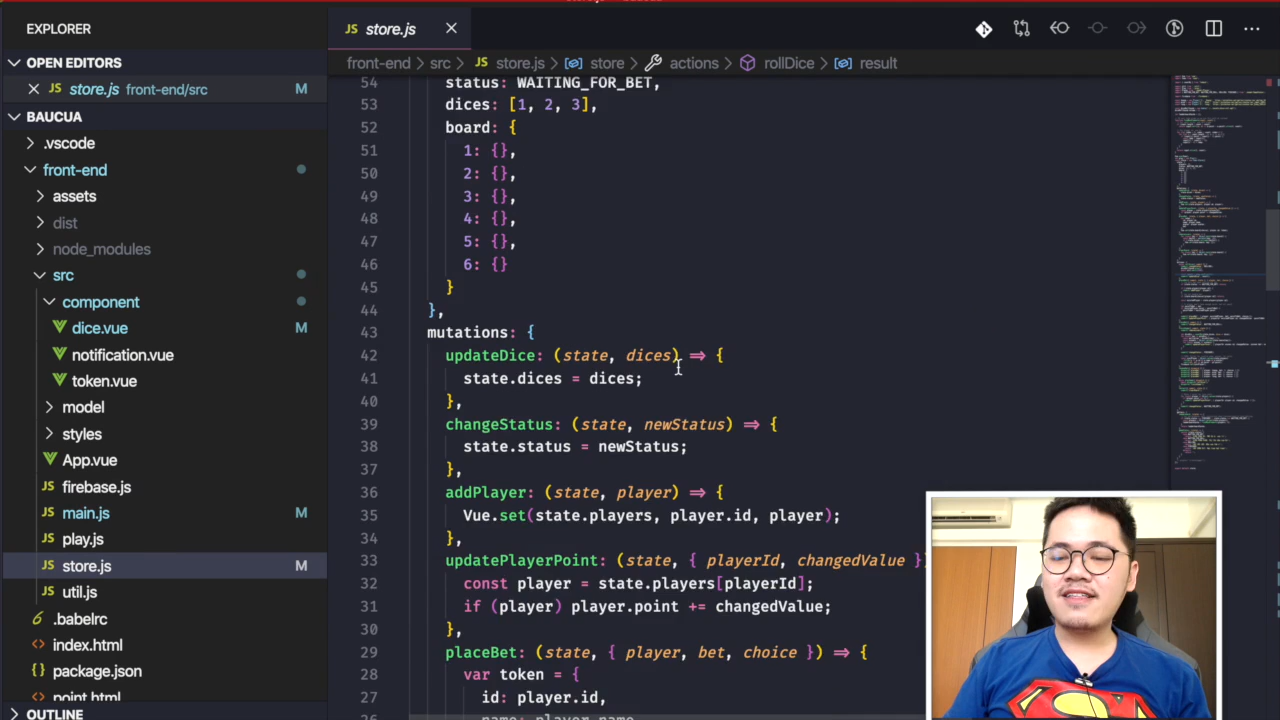 EXPLORER
OPEN EDITORS
store.js front-end/src M
BAUCUA
.vscode
front-end
assets
dist
node_modules
src
component
dice.vue M
notification.vue
token.vue
model
styles
App.vue
firebase.js
main.js M
play.js
store.js M
util.js
.babelrc
index.html
package.json
point.html
OUTLINE
JS store.js
front-end > src > JS store.js > store > actions > rollDice > result
54 status: WAITING_FOR_BET,
53 dices: [1, 2, 3],
52 board: {
51 1: {},
50 2: {},
49 3: {},
48 4: {},
47 5: {},
46 6: {}
45 }
44 },
43 mutations: {
42 updateDice: (state, dices) => {
41 state.dices = dices;
40 },
39 changeStatus: (state, newStatus) => {
38 state.status = newStatus;
37 },
36 addPlayer: (state, player) => {
35 Vue.set(state.players, player.id, player);
34 },
33 updatePlayerPoint: (state, { playerId, changedValue }
32 const player = state.players[playerId];
31 if (player) player.point += changedValue;
30 },
29 placeBet: (state, { player, bet, choice }) => {
28 var token = {
27 id: player.id,
26 name: player.name